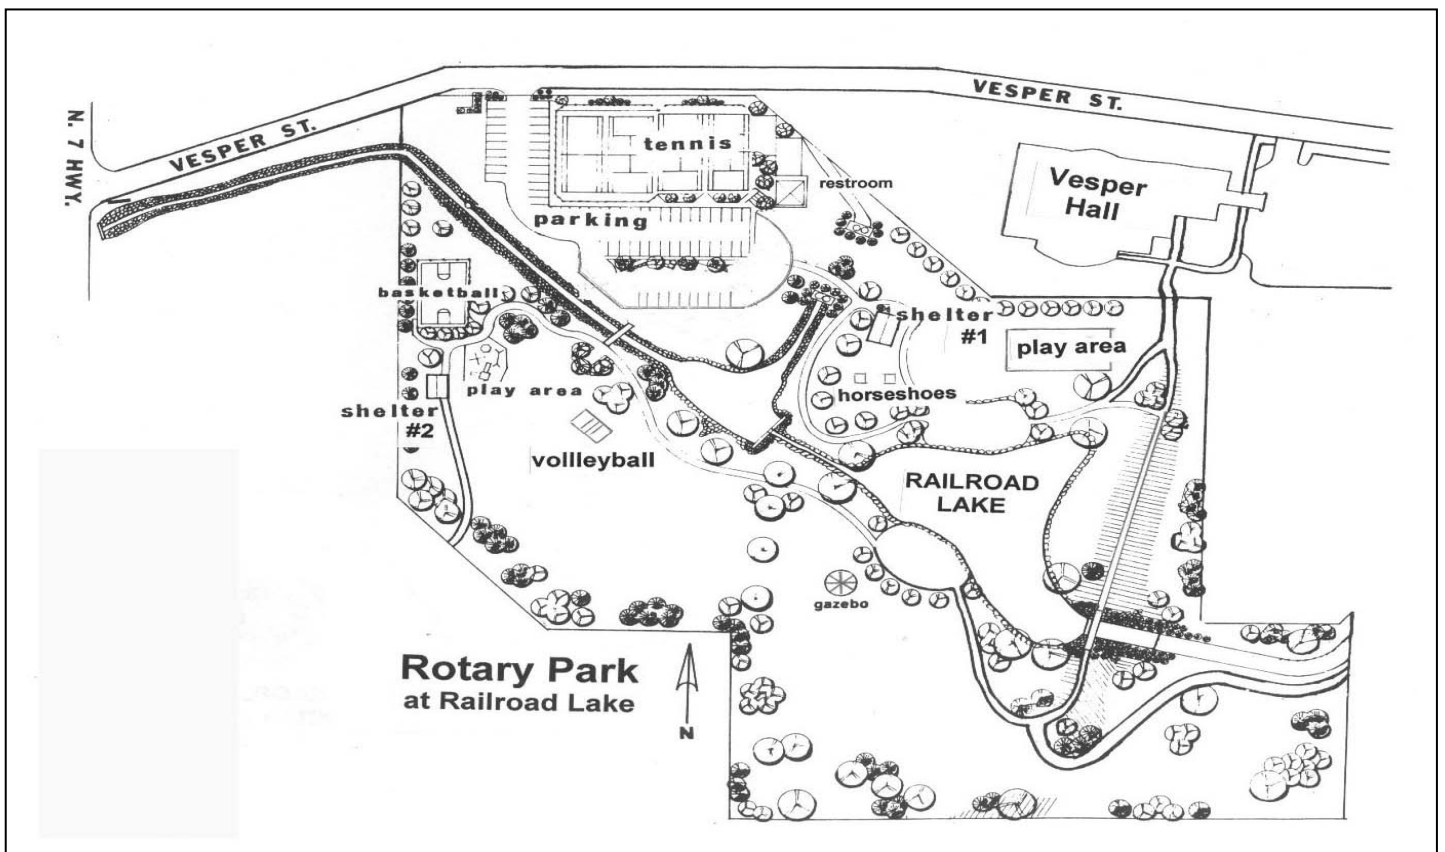 VESPER ST.
VESPER ST.
N. 7 HWY.
tennis
restroom
Vesper
Hall
parking
basketball
shelter
#1
play area
play area
horseshoes
shelter
#2
vollleyball
RAILROAD
LAKE
gazebo
Rotary Park
at Railroad Lake
N